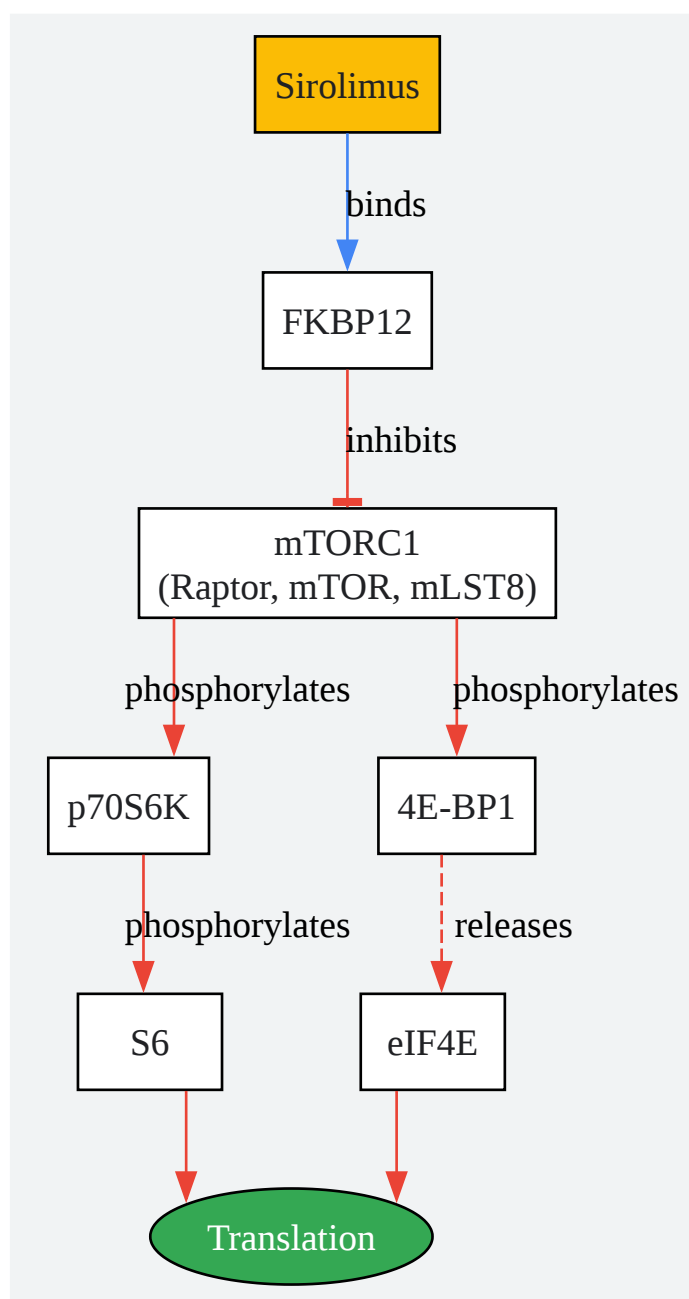 Sirolimus
binds
FKBP12
inhibits
mTORC1
(Raptor, mTOR, mLST8)
phosphorylates
phosphorylates
p70S6K
4E-BP1
phosphorylates
releases
S6
eIF4E
Translation